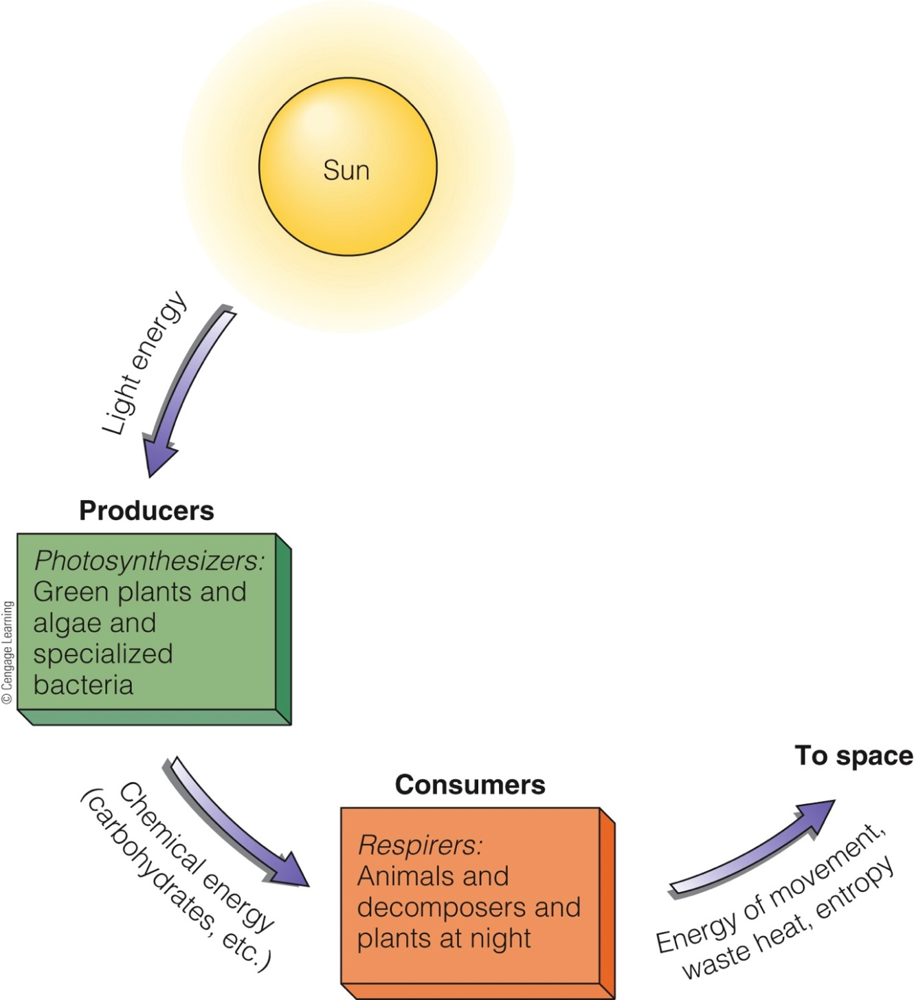 Sun
Light energy
Producers
Photosynthesizers:
Green plants and
algae and
specialized
bacteria
© Cengage Learning
Chemical energy
(carbohydrates, etc.)
Consumers
Respirers:
Animals and
decomposers and
plants at night
To space
Energy of movement,
waste heat, entropy